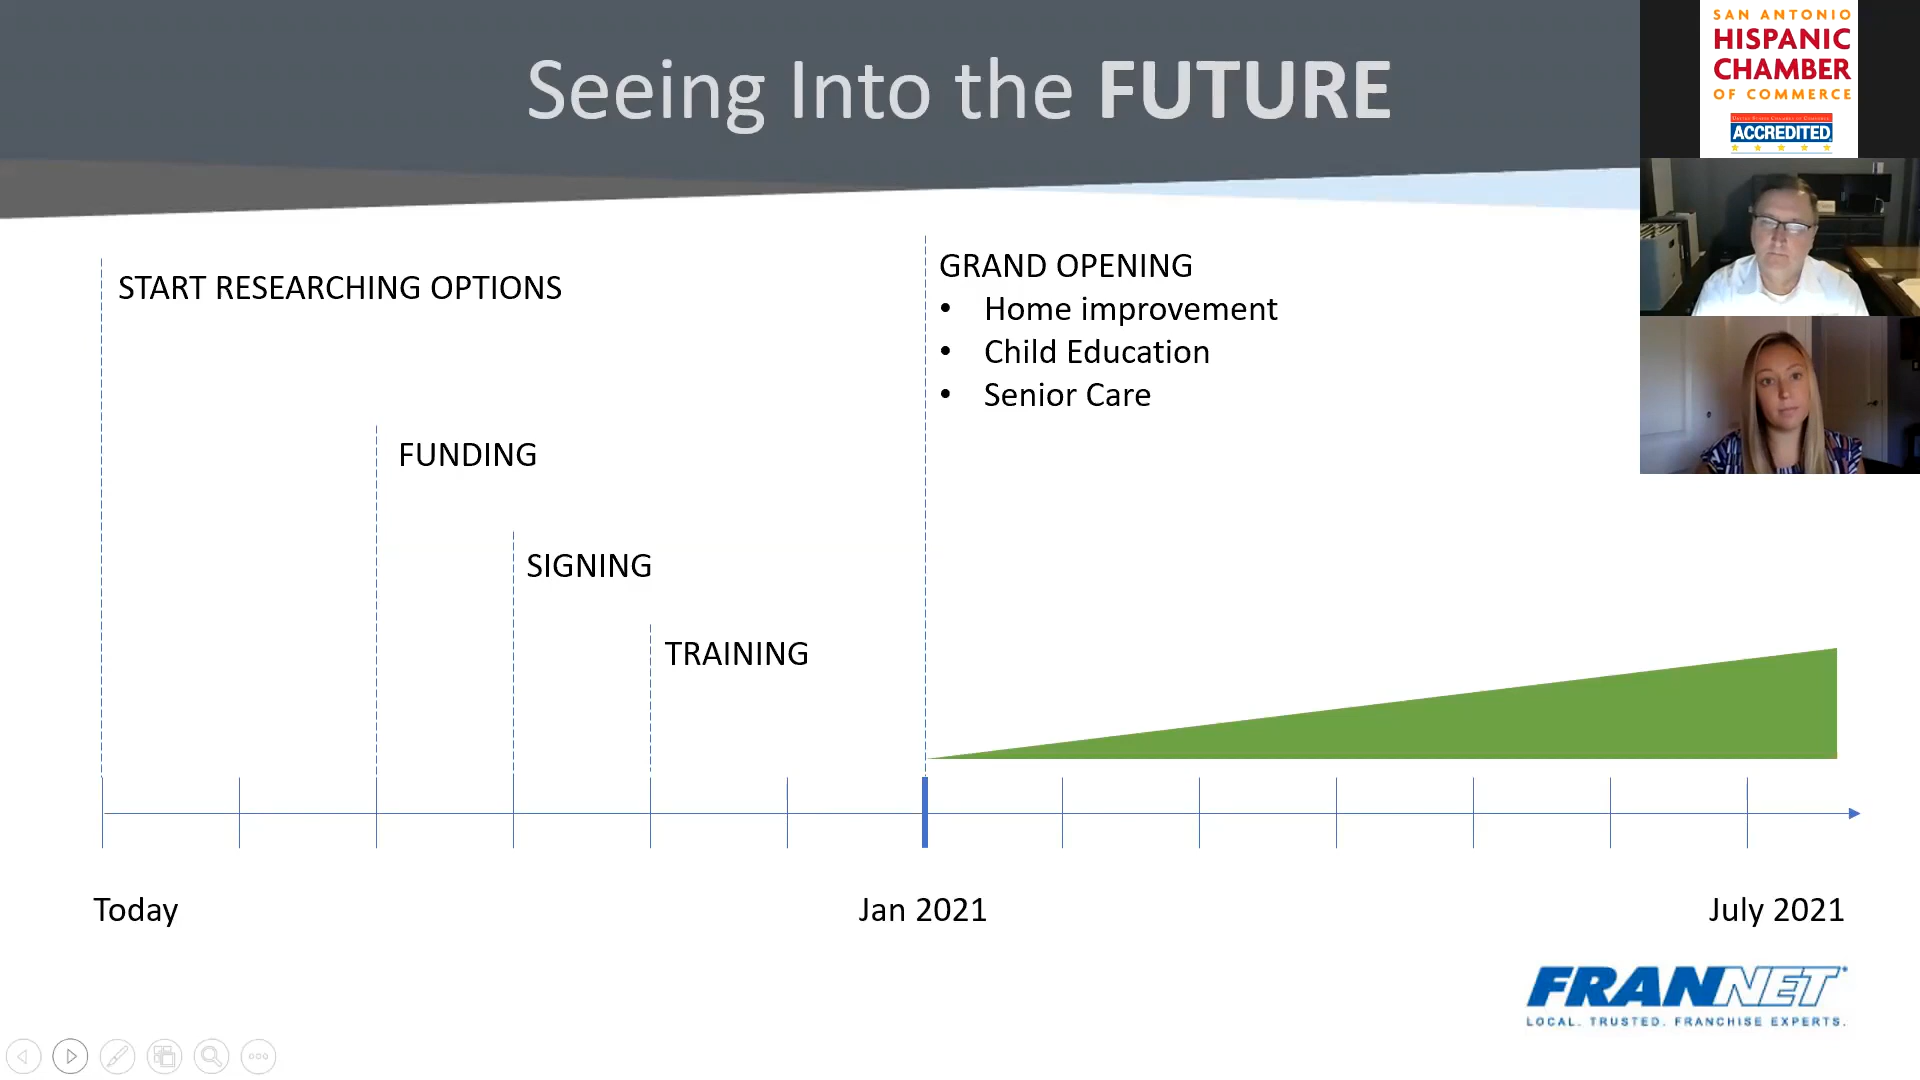 Seeing Into the FUTURE
SAN ANTONIO
HISPANIC
CHAMBER
OF COMMERCE
ACCREDITED
START RESEARCHING OPTIONS
GRAND OPENING
• Home improvement
• Child Education
• Senior Care
FUNDING
SIGNING
TRAINING
Today
Jan 2021
July 2021
FRANNET
LOCAL. TRUSTED. FRANCHISE EXPERTS.